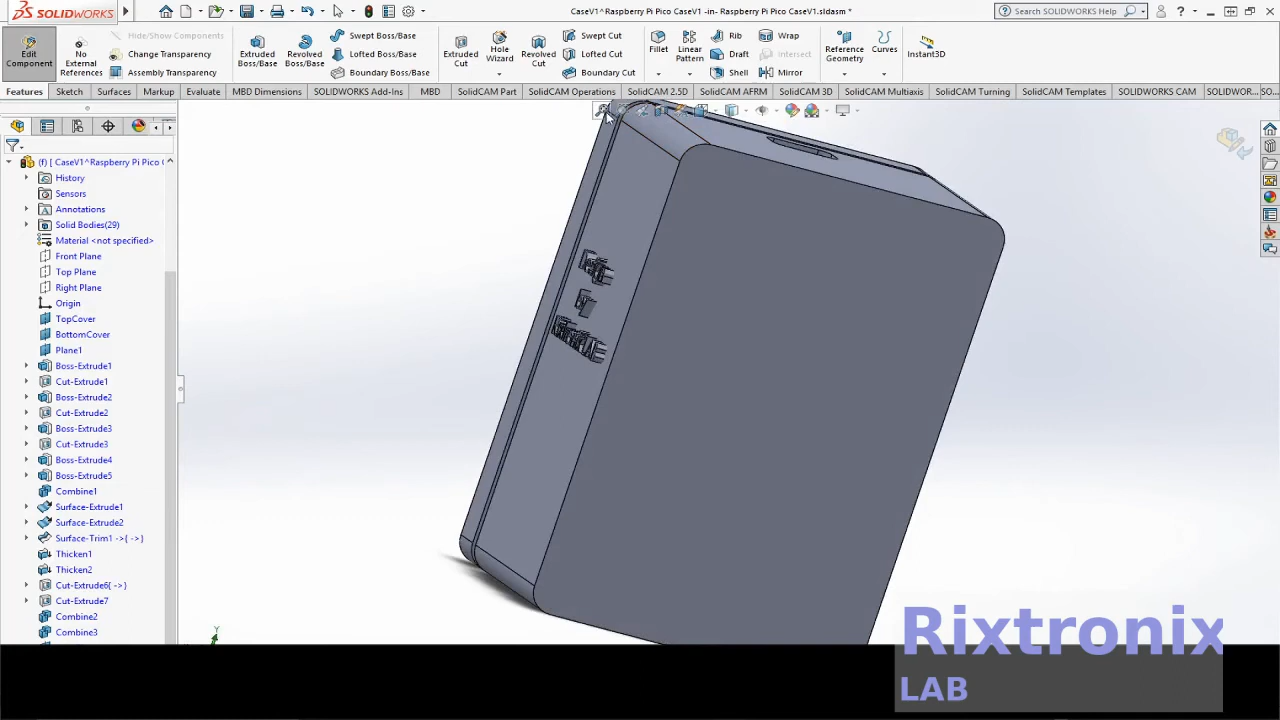 SOLIDWORKS
CaseV1^Raspberry Pi Pico CaseV1 -in- Raspberry Pi Pico CaseV1.sldasm *
Search SOLIDWORKS Help
Edit Component
No External References
Show/Hide Components
Change Transparency
Assembly Transparency
Extruded Boss/Base
Revolved Boss/Base
Swept Boss/Base
Lofted Boss/Base
Boundary Boss/Base
Extruded Cut
Hole Wizard
Revolved Cut
Swept Cut
Lofted Cut
Boundary Cut
Fillet
Linear Pattern
Rib
Draft
Shell
Wrap
Intersect
Mirror
Reference Geometry
Curves
Instant3D
Features Sketch Surfaces Markup Evaluate MBD Dimensions SOLIDWORKS Add-Ins MBD SolidCAM Part SolidCAM Operations SolidCAM 2.5D SolidCAM AFRM SolidCAM 3D SolidCAM Multiaxis SolidCAM Turning SolidCAM Templates SOLIDWORKS CAM SOLIDWOR... SO...
(f) [ CaseV1^Raspberry Pi Pico
History
Sensors
Annotations
Solid Bodies(29)
Material <not specified>
Front Plane
Top Plane
Right Plane
Origin
TopCover
BottomCover
Plane1
Boss-Extrude1
Cut-Extrude1
Boss-Extrude2
Cut-Extrude2
Boss-Extrude3
Cut-Extrude3
Boss-Extrude4
Boss-Extrude5
Combine1
Surface-Extrude1
Surface-Extrude2
Surface-Trim1 ->{ ->}
Thicken1
Thicken2
Cut-Extrude6{ ->}
Cut-Extrude7
Combine2
Combine3
Y
Rixtronix
LAB